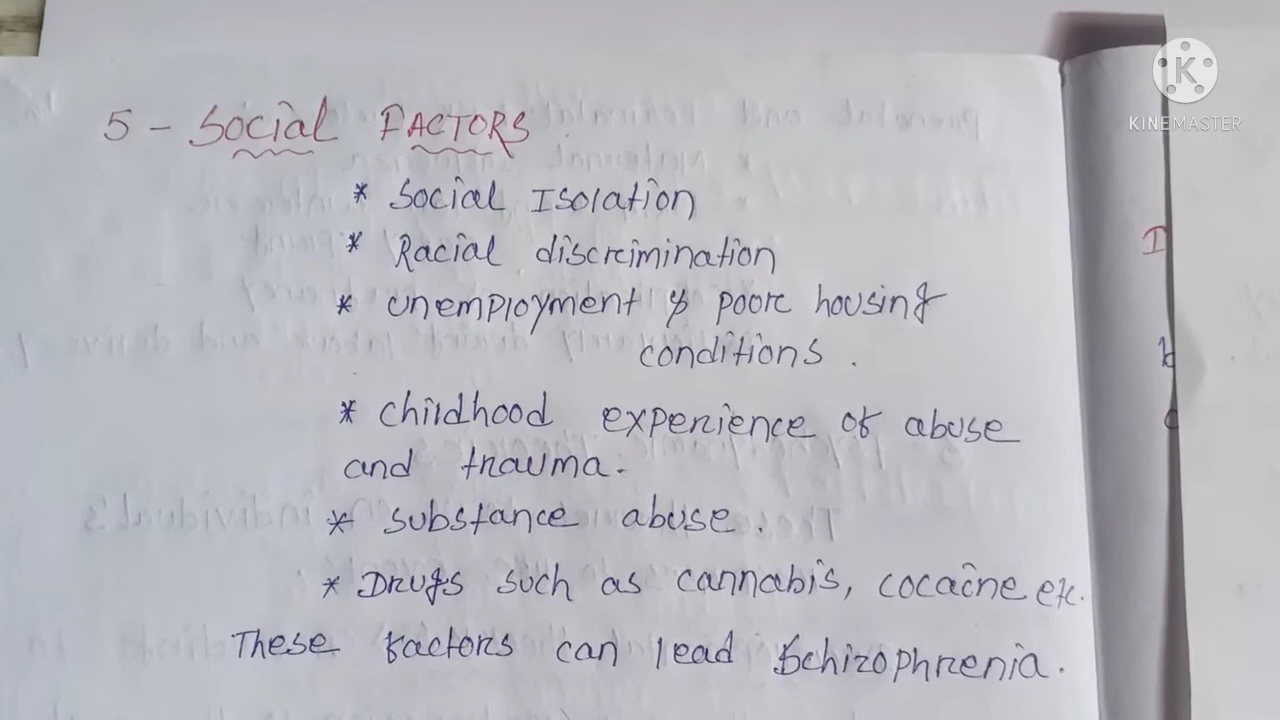 5 - Social FACTORS
* Social Isolation
* Racial discrimination
* unemployment & poor housing
conditions.
* childhood experience of abuse
and trauma.
* substance abuse.
* Drugs such as cannabis, cocaine etc.
These factors can lead Schizophrenia.
K
KINEMASTER